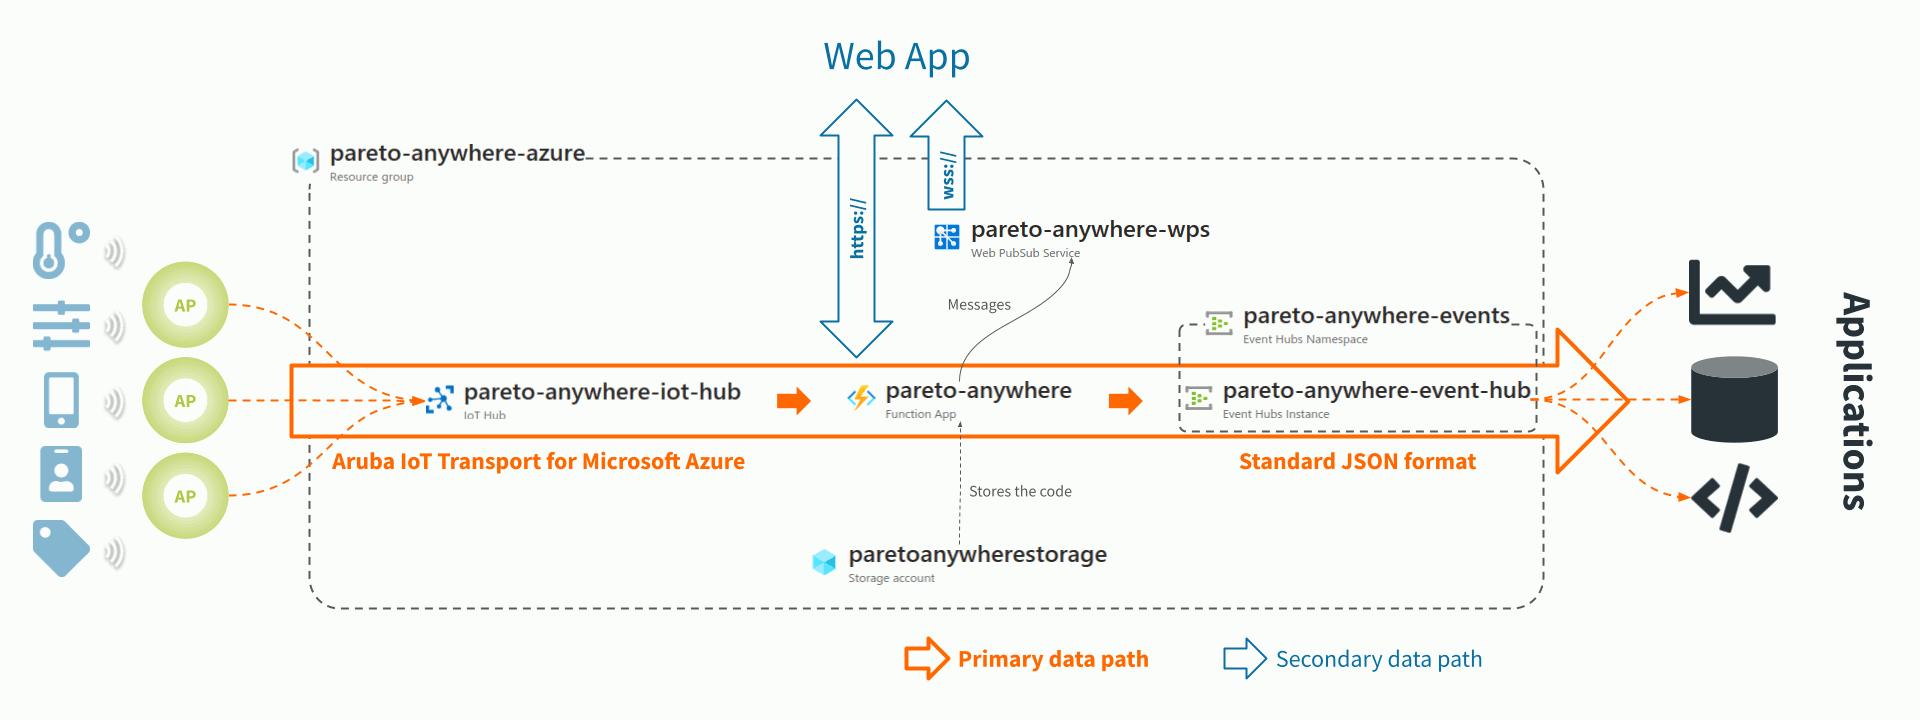 Web App
pareto-anywhere-azure
Resource group
https://
wss://
pareto-anywhere-wps
Web PubSub Service
Messages
pareto-anywhere-events
Event Hubs Namespace
AP
AP
AP
pareto-anywhere-iot-hub
IoT Hub
pareto-anywhere
Function App
pareto-anywhere-event-hub
Event Hubs Instance
Aruba IoT Transport for Microsoft Azure
Standard JSON format
Stores the code
paretoanywherestorage
Storage account
Applications
Primary data path
Secondary data path